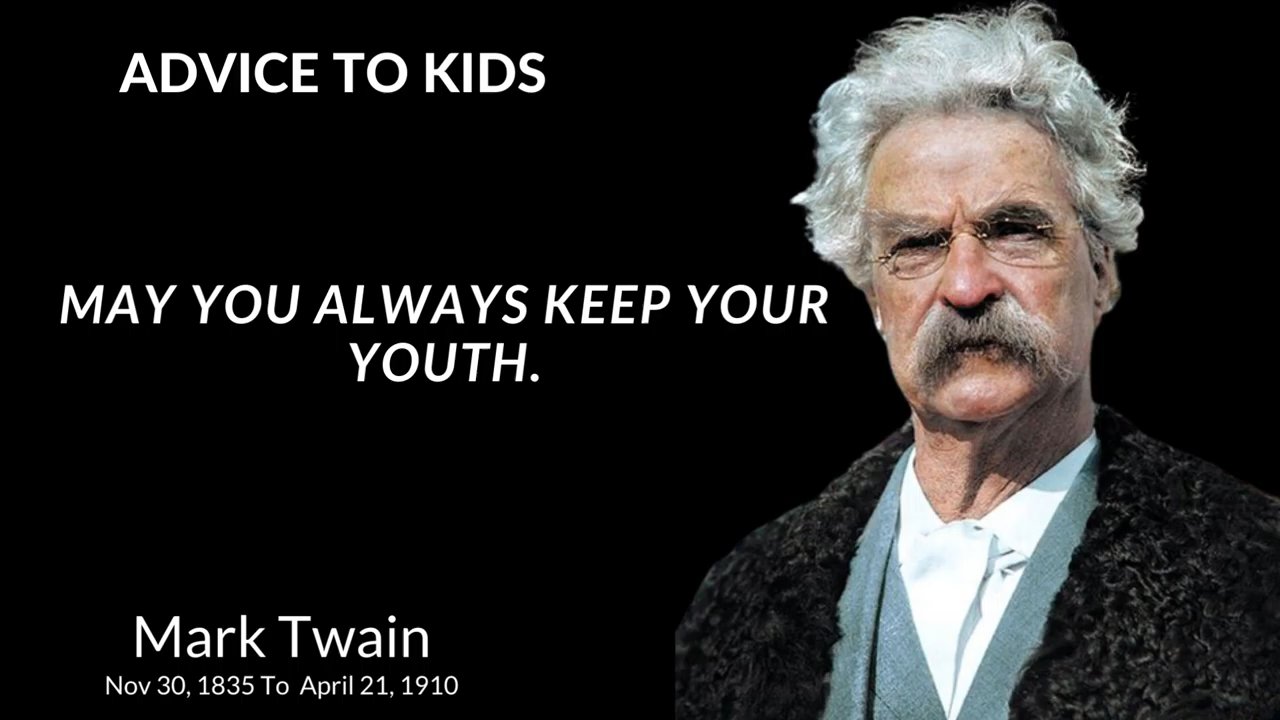 ADVICE TO KIDS
MAY YOU ALWAYS KEEP YOUR
YOUTH.
Mark Twain
Nov 30, 1835 To April 21, 1910